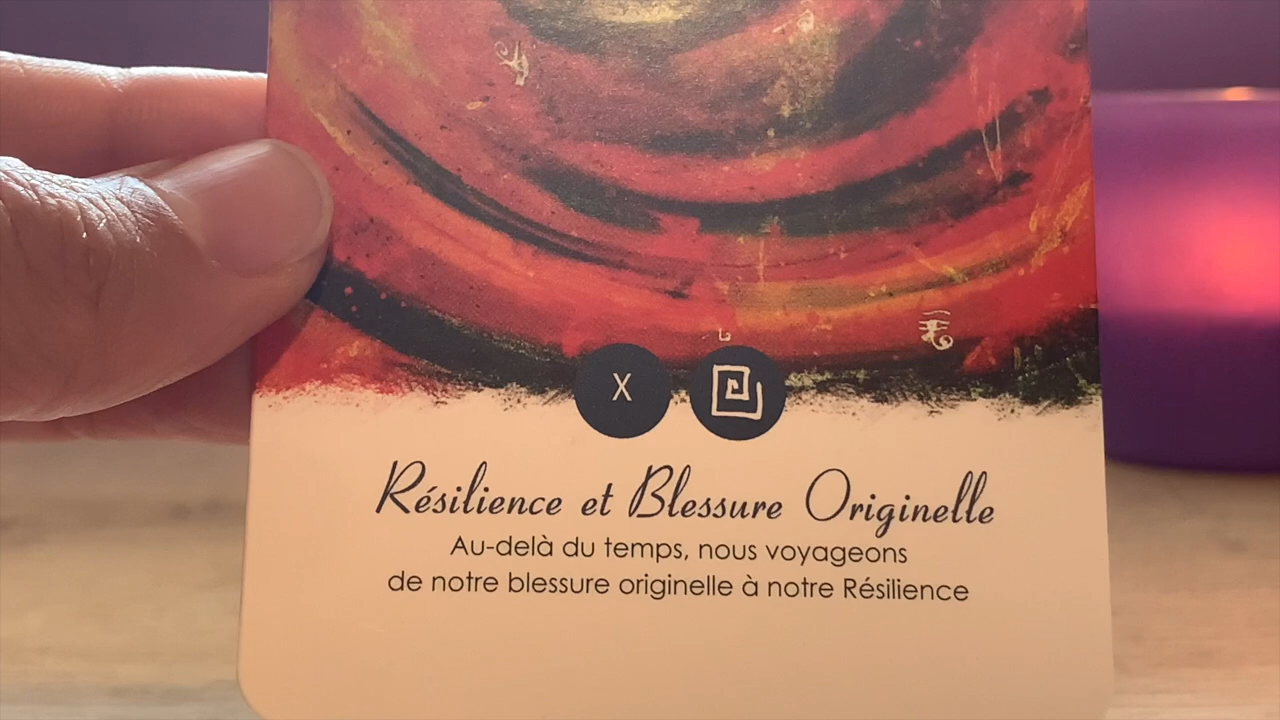 X
Résilience et Blessure Originelle
Au-delà du temps, nous voyageons
de notre blessure originelle à notre Résilience